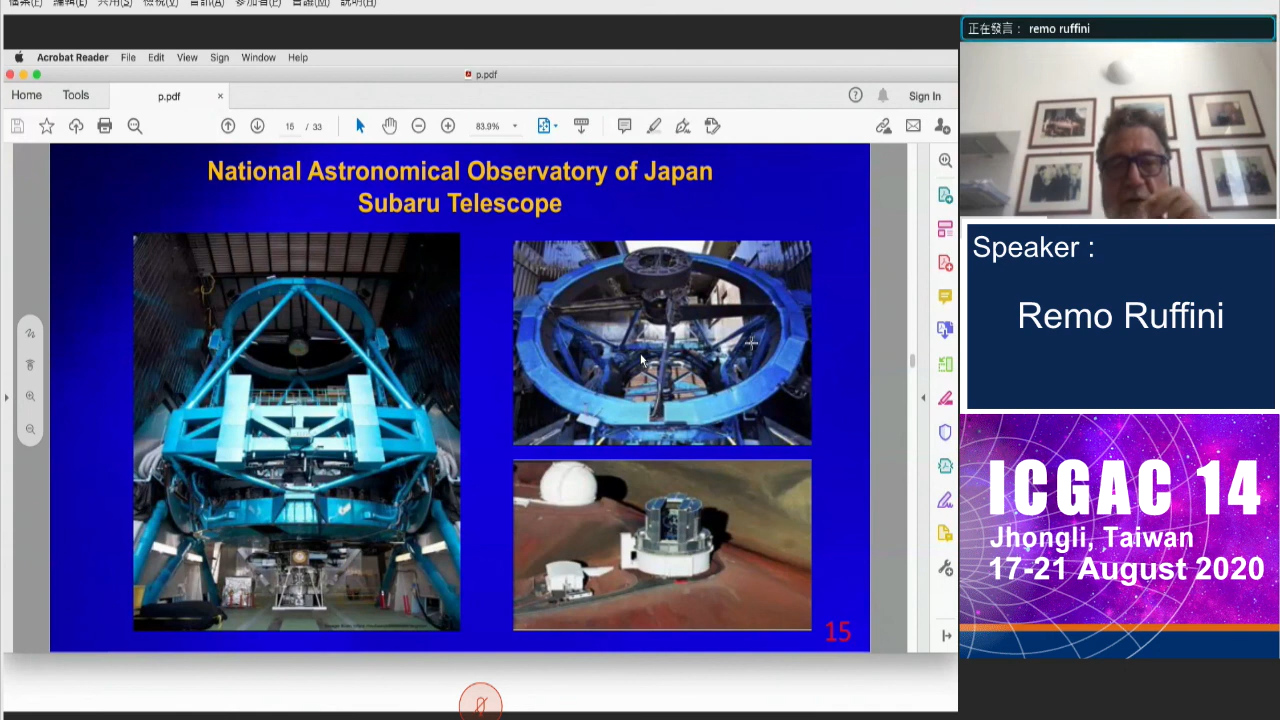 檔案(F) 編輯(E) 共用(S) 檢視(V) 音訊(A) 參加者(P) 會議(M) 說明(H)
正在發言： remo ruffini
Acrobat Reader File Edit View Sign Window Help
p.pdf
Home Tools p.pdf × Sign In
15 / 33 83.9%
National Astronomical Observatory of Japan
Subaru Telescope
15
Speaker :
Remo Ruffini
ICGAC 14
Jhongli, Taiwan
17-21 August 2020